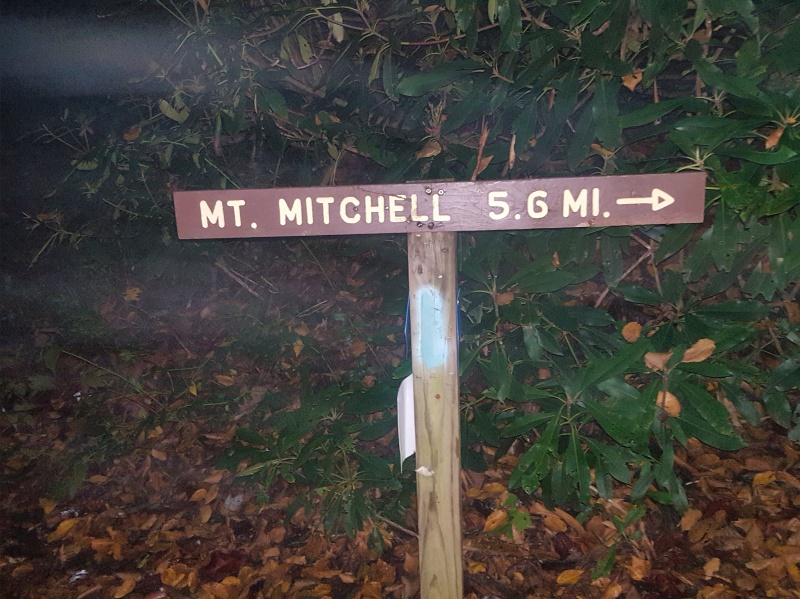 MT. MITCHELL 5.6 MI. →